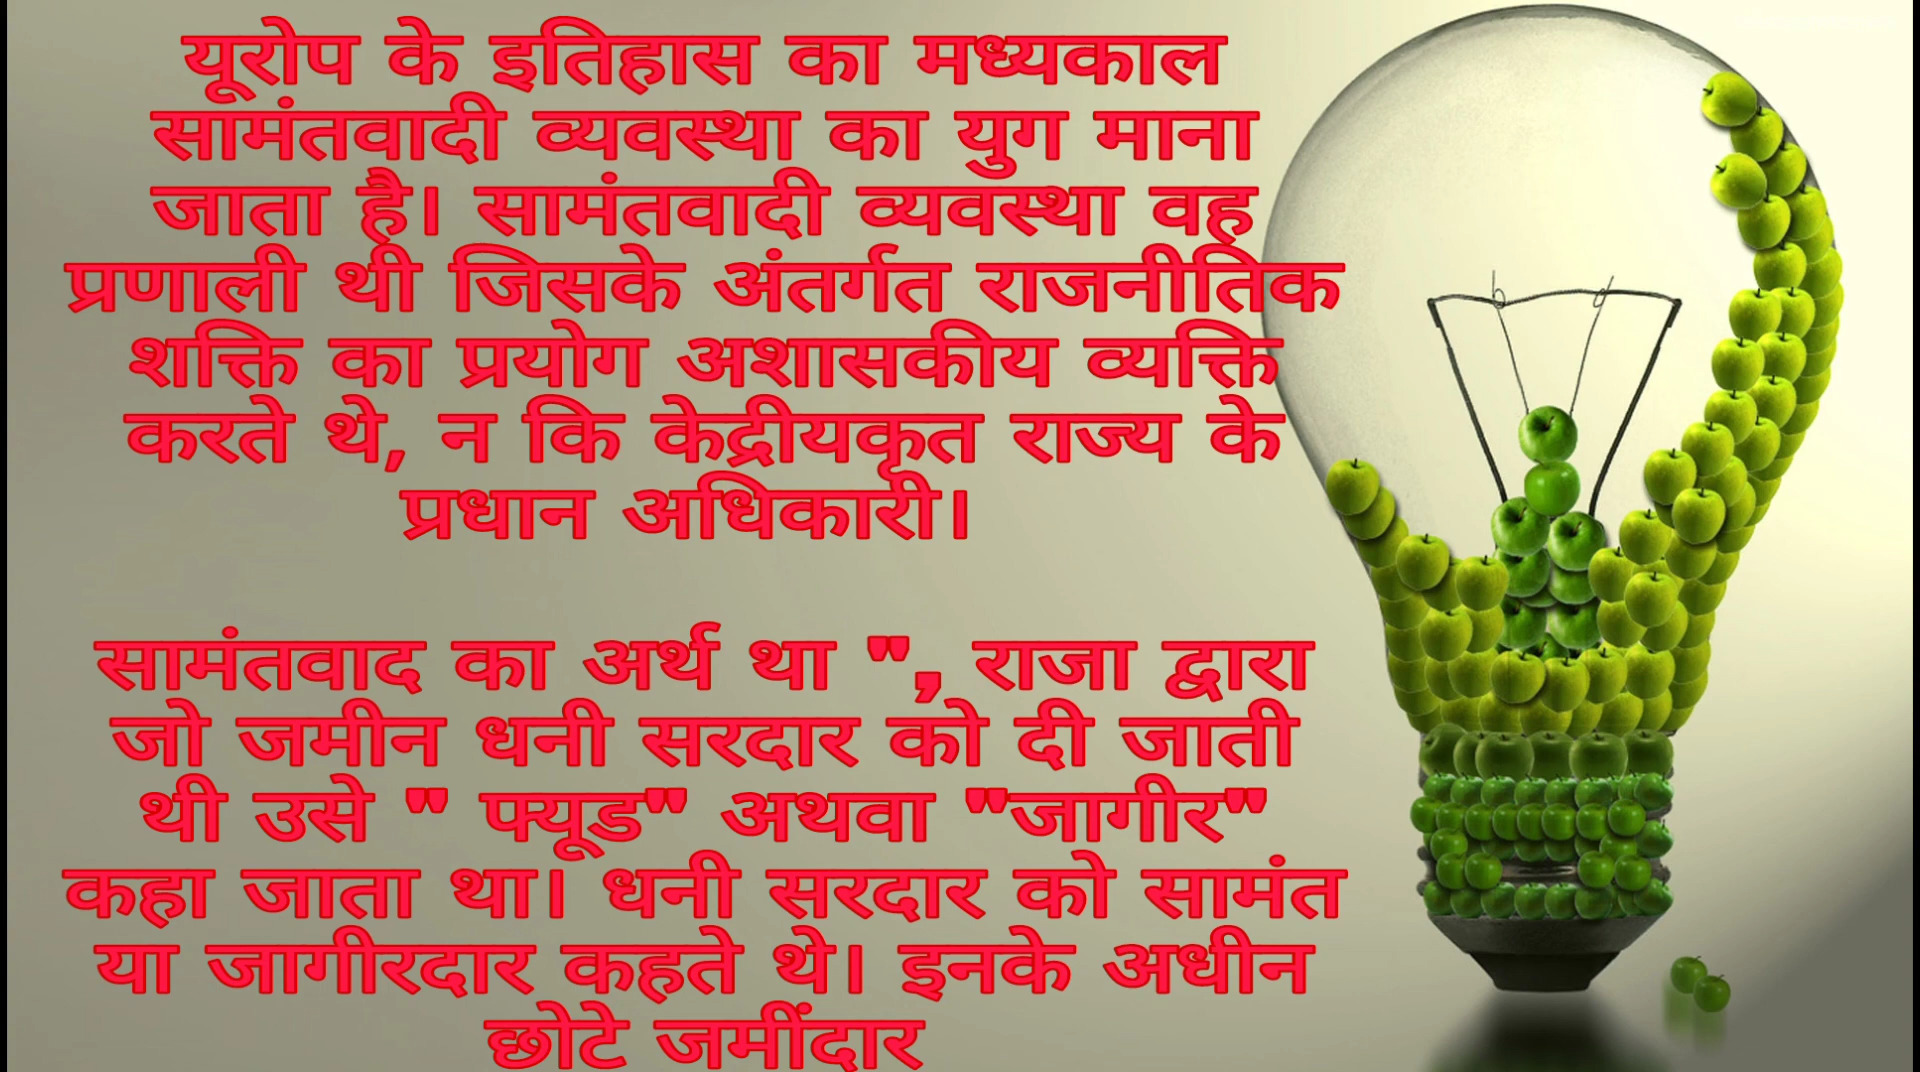 यूरोप के इतिहास का मध्यकाल
सामंतवादी व्यवस्था का युग माना
जाता है। सामंतवादी व्यवस्था वह
प्रणाली थी जिसके अंतर्गत राजनीतिक
शक्ति का प्रयोग अशासकीय व्यक्ति
करते थे, न कि केद्रीयकृत राज्य के
प्रधान अधिकारी।
सामंतवाद का अर्थ था ", राजा द्वारा
जो जमीन धनी सरदार को दी जाती
थी उसे " फ्यूड" अथवा "जागीर"
कहा जाता था। धनी सरदार को सामंत
या जागीरदार कहते थे। इनके अधीन
छोटे जमींदार